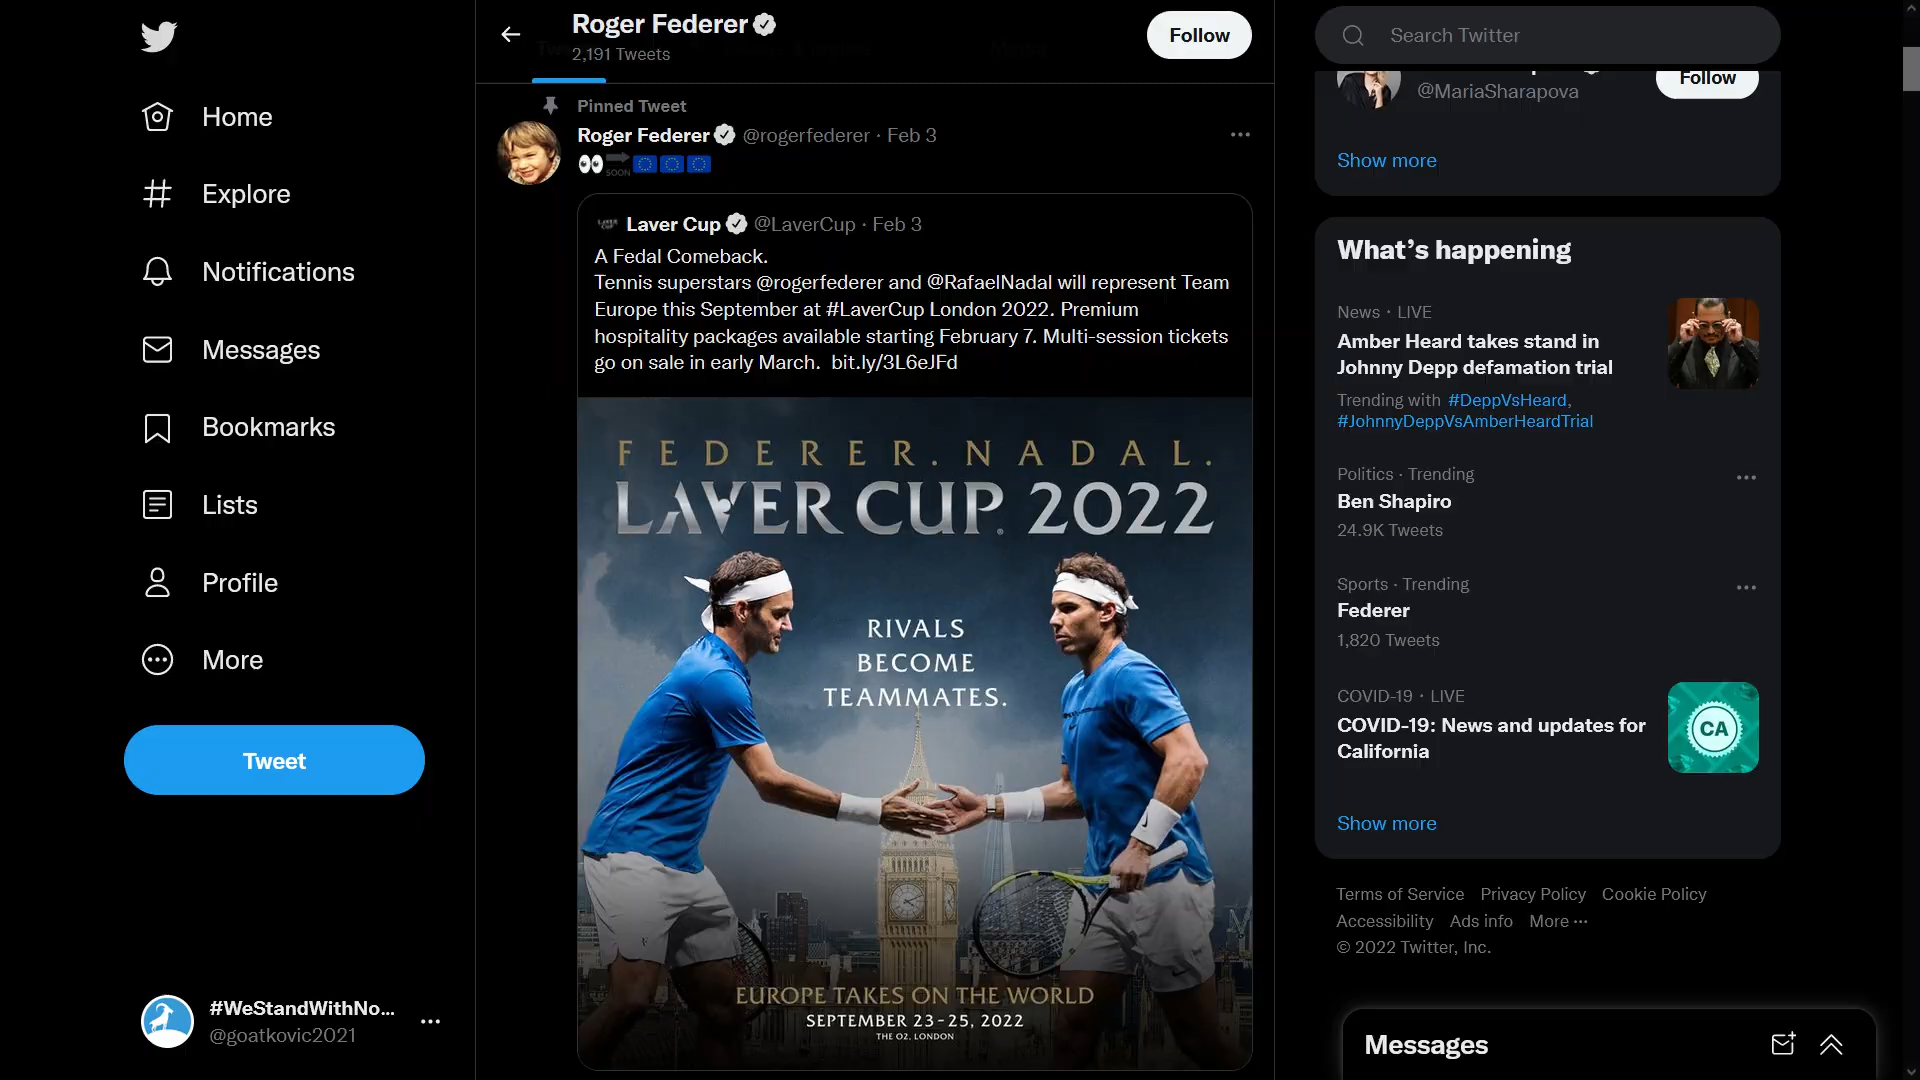 Home
Explore
Notifications
Messages
Bookmarks
Lists
Profile
More
Tweet
#WeStandWithNo...
@goatkovic2021
Roger Federer
2,191 Tweets
Follow
Pinned Tweet
Roger Federer @rogerfederer · Feb 3
SOON
Laver Cup @LaverCup · Feb 3
A Fedal Comeback.
Tennis superstars @rogerfederer and @RafaelNadal will represent Team
Europe this September at #LaverCup London 2022. Premium
hospitality packages available starting February 7. Multi-session tickets
go on sale in early March. bit.ly/3L6eJFd
FEDERER. NADAL.
LAVER CUP. 2022
RIVALS
BECOME
TEAMMATES.
EUROPE TAKES ON THE WORLD
SEPTEMBER 23-25, 2022
THE O2, LONDON
Search Twitter
@MariaSharapova
Follow
Show more
What's happening
News · LIVE
Amber Heard takes stand in
Johnny Depp defamation trial
Trending with #DeppVsHeard,
#JohnnyDeppVsAmberHeardTrial
Politics · Trending
Ben Shapiro
24.9K Tweets
Sports · Trending
Federer
1,820 Tweets
COVID-19 · LIVE
COVID-19: News and updates for
California
CA
Show more
Terms of Service Privacy Policy Cookie Policy
Accessibility Ads info More ...
© 2022 Twitter, Inc.
Messages